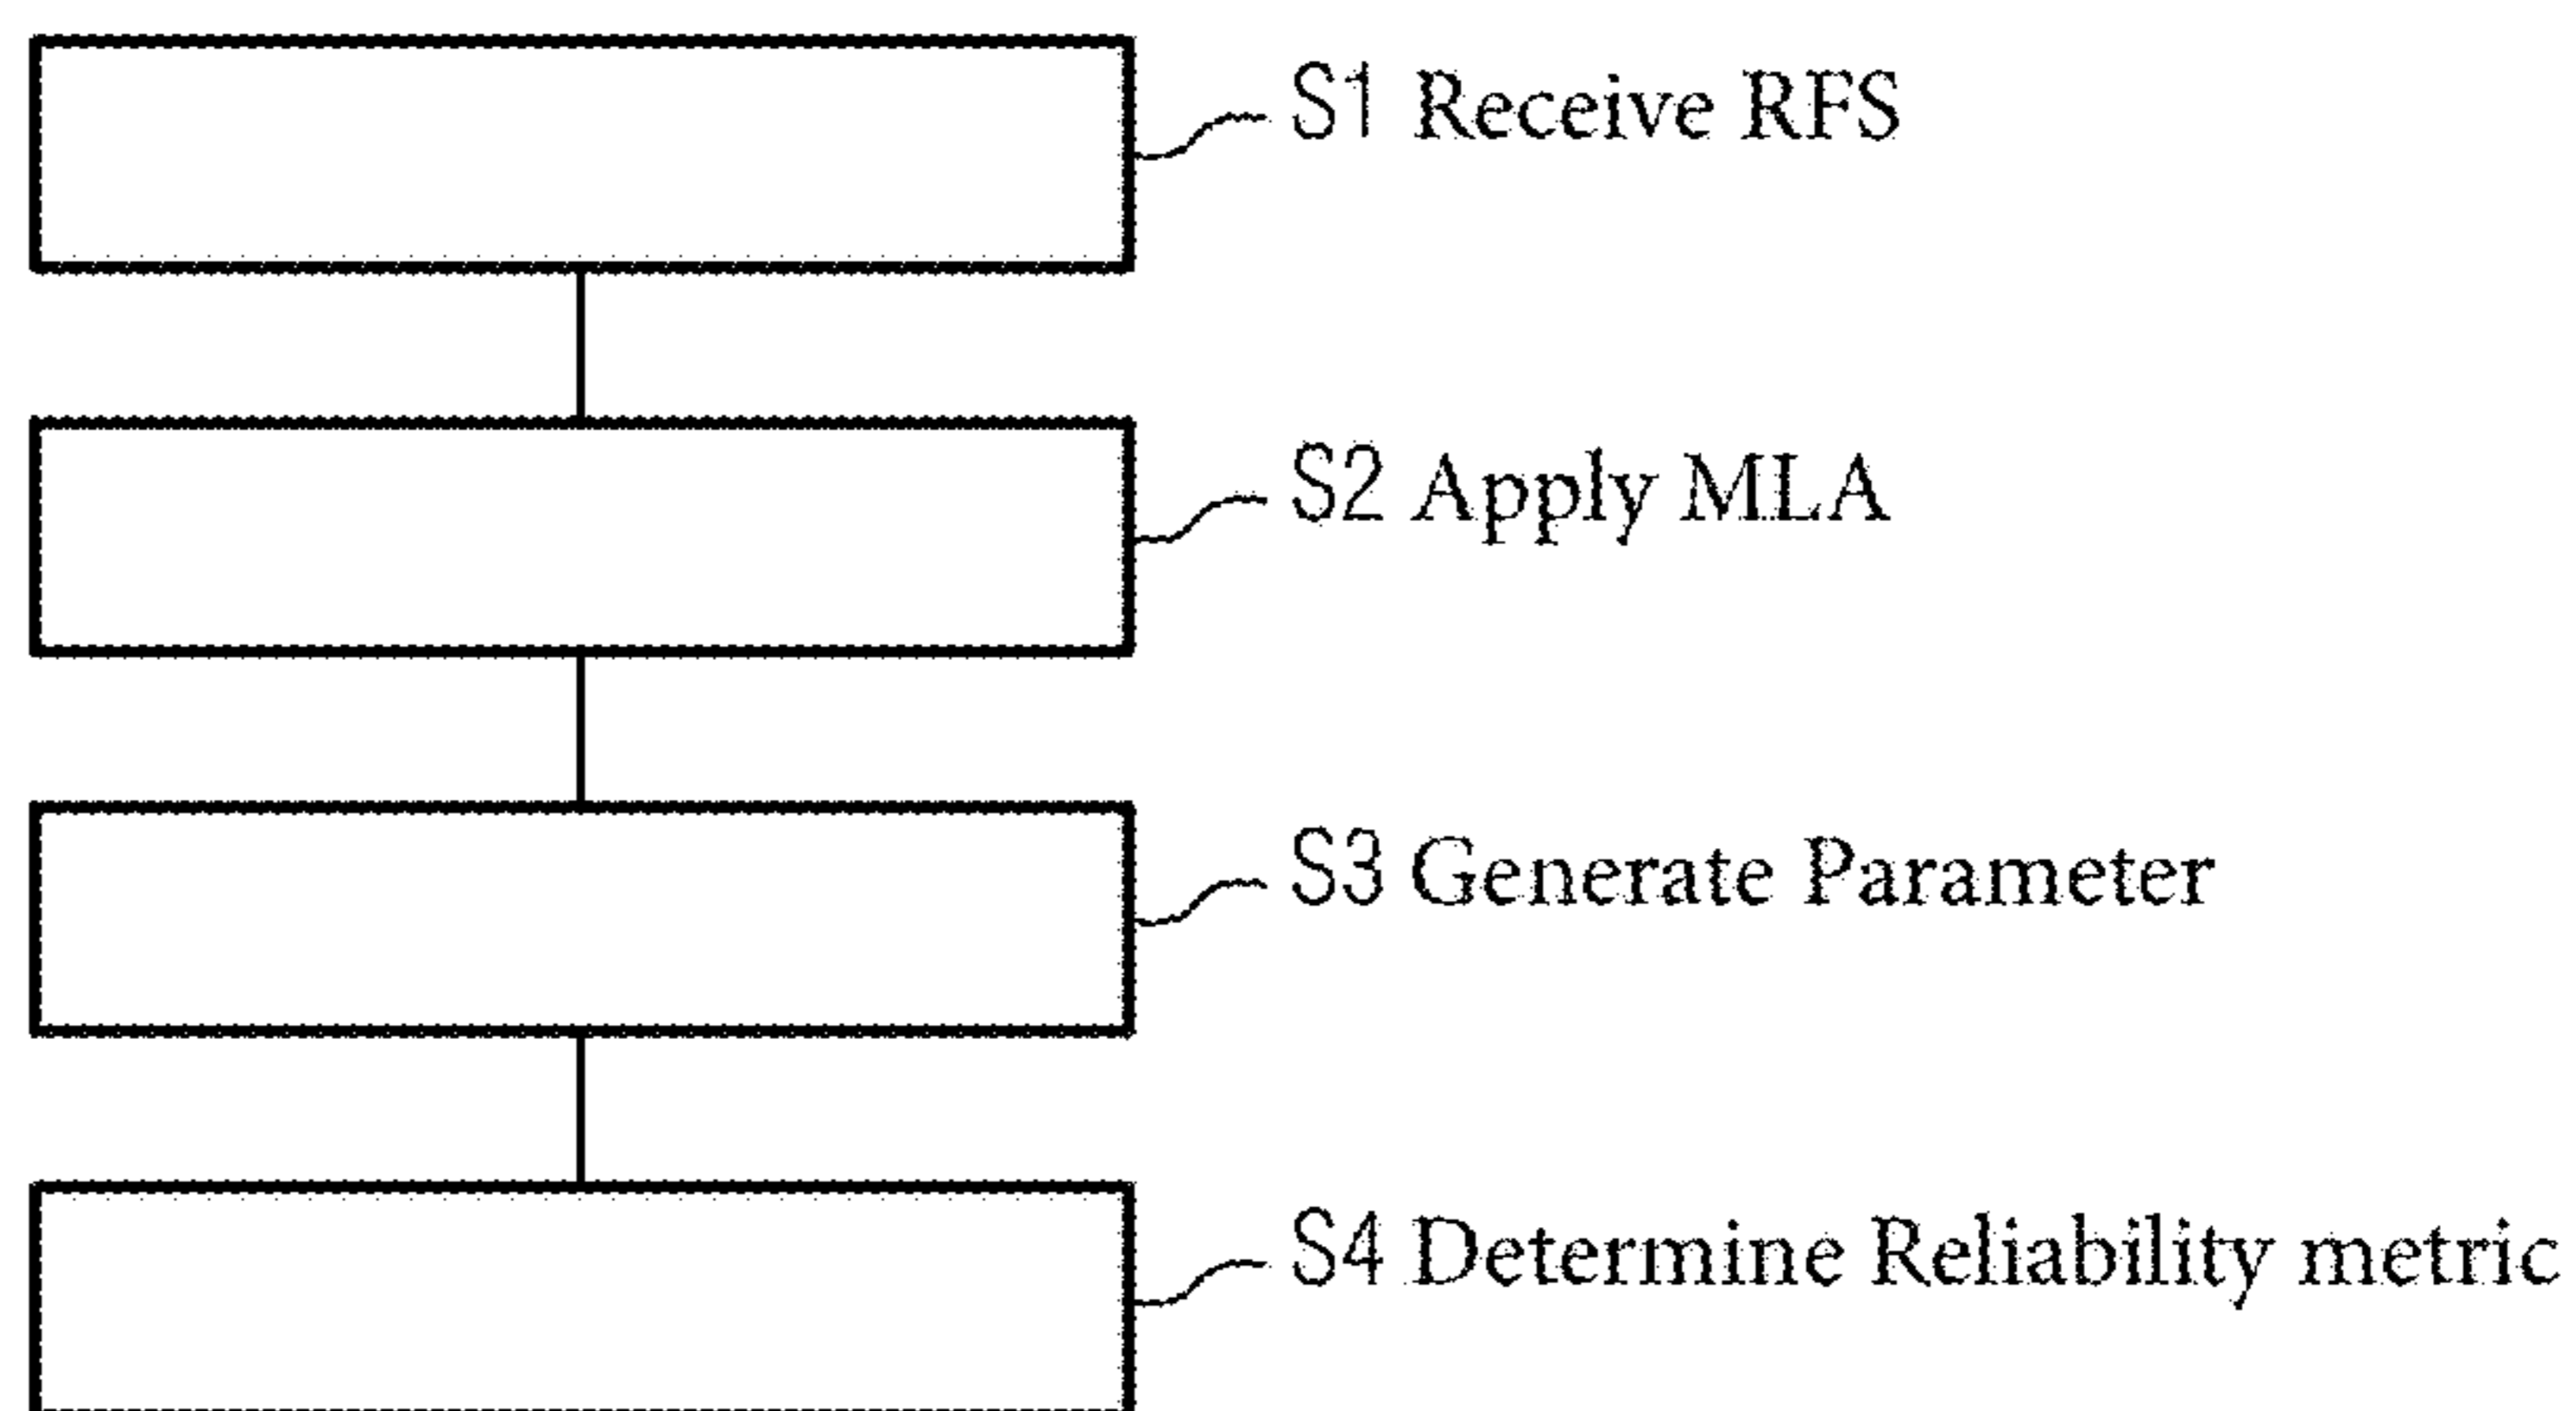 S1 Receive RFS
S2 Apply MLA
S3 Generate Parameter
S4 Determine Reliability metric